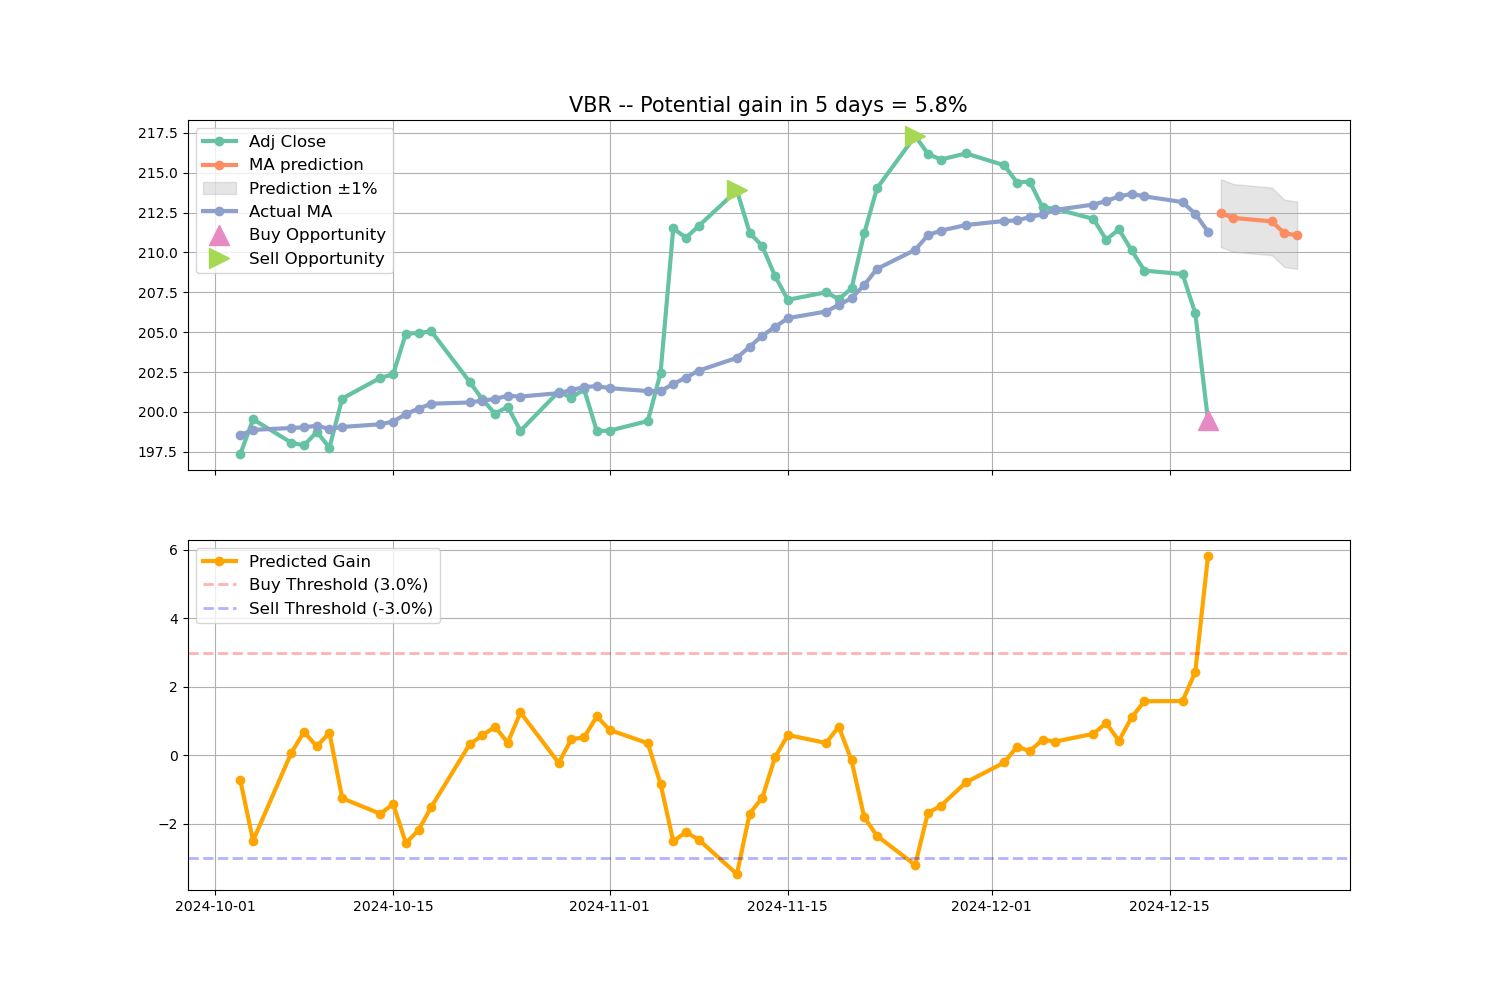 VBR -- Potential gain in 5 days = 5.8%
217.5
215.0
212.5
210.0
207.5
205.0
202.5
200.0
197.5
Adj Close
MA prediction
Prediction ±1%
Actual MA
Buy Opportunity
Sell Opportunity
6
4
2
0
−2
Predicted Gain
Buy Threshold (3.0%)
Sell Threshold (-3.0%)
2024-10-01 2024-10-15 2024-11-01 2024-11-15 2024-12-01 2024-12-15